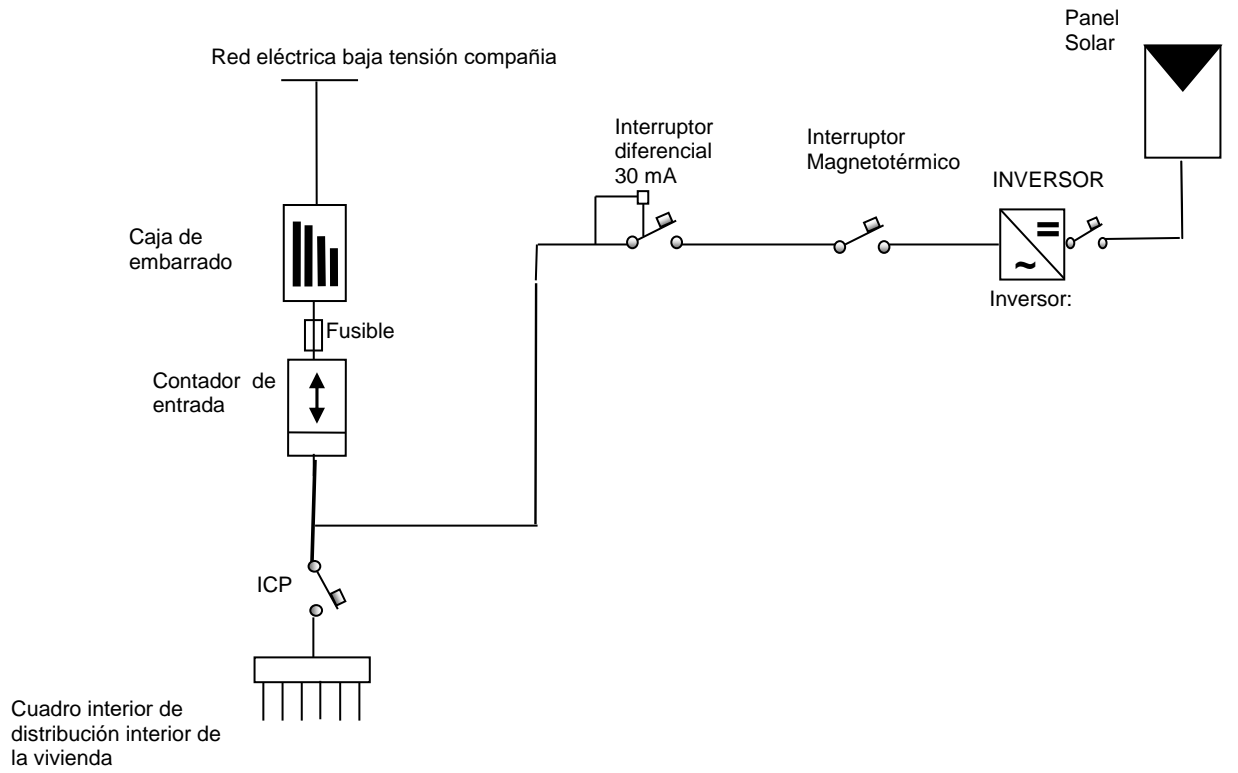 Panel
Solar
Red eléctrica baja tensión compañia
Interruptor
diferencial
30 mA
Interruptor
Magnetotérmico
INVERSOR
Caja de
embarrado
Inversor:
Fusible
Contador de
entrada
ICP
Cuadro interior de
distribución interior de
la vivienda